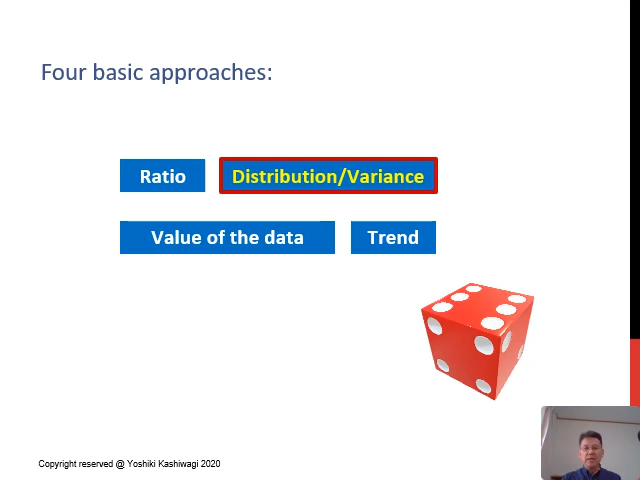 Four basic approaches:
Ratio
Distribution/Variance
Value of the data
Trend
Copyright reserved @ Yoshiki Kashiwagi 2020